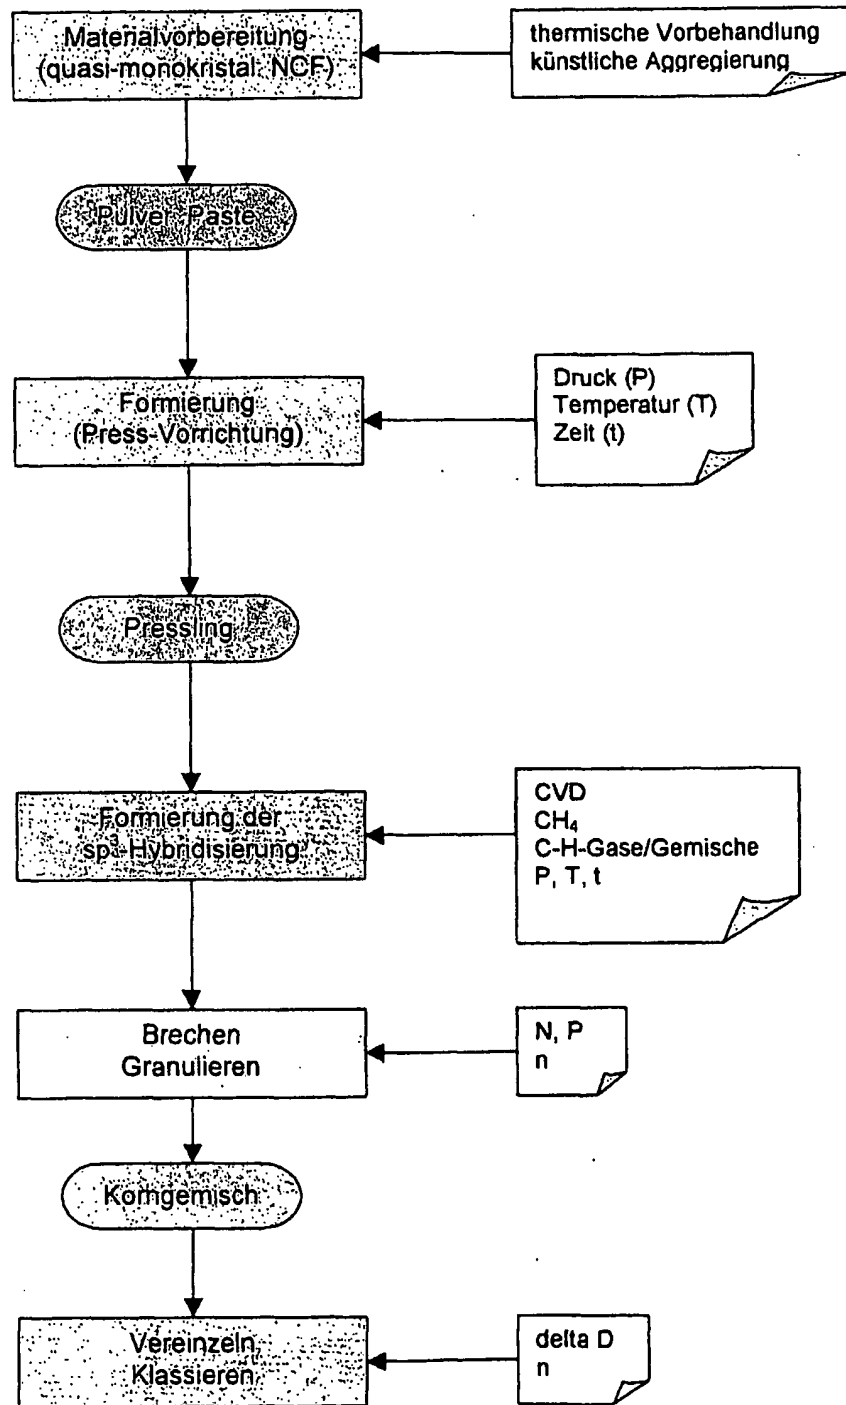 Materialvorbereitung
(quasi-monokristal. NCF)
thermische Vorbehandlung
künstliche Aggregierung
Pulver Paste
Formierung
(Press-Vorrichtung)
Druck (P)
Temperatur (T)
Zeit (t)
Pressling
Formierung der
sp³-Hybridisierung
CVD
CH₄
C-H-Gase/Gemische
P, T, t
Brechen
Granulieren
N, P
n
Korngemisch
Vereinzeln,
Klassieren
delta D
n